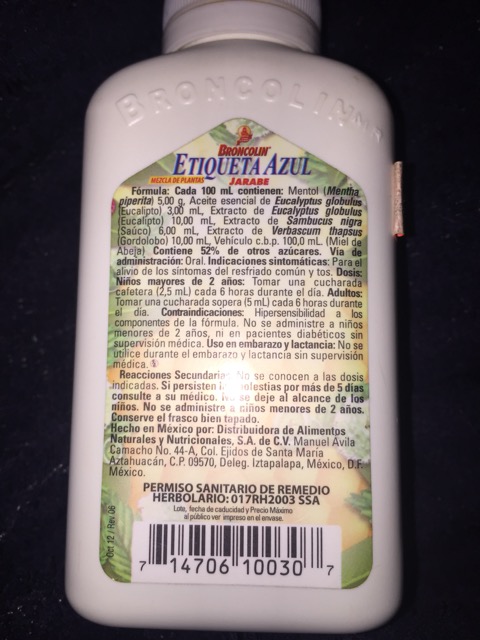 BRONCOLIN MR
BRONCOLIN
ETIQUETA AZUL
MEZCLA DE PLANTAS JARABE
Fórmula: Cada 100 mL contienen: Mentol (Mentha
piperita) 5,00 g, Aceite esencial de Eucalyptus globulus
(Eucalipto) 3,00 mL, Extracto de Eucalyptus globulus
(Eucalipto) 10,00 mL, Extracto de Sambucus nigra
(Saúco) 6,00 mL, Extracto de Verbascum thapsus
(Gordolobo) 10,00 mL, Vehículo c.b.p. 100,0 mL (Miel de
Abeja) Contiene 52% de otros azúcares. Vía de
administración: Oral. Indicaciones sintomáticas: Para el
alivio de los síntomas del resfriado común y tos. Dosis:
Niños mayores de 2 años: Tomar una cucharada
cafetera (2,5 mL) cada 6 horas durante el día. Adultos:
Tomar una cucharada sopera (5 mL) cada 6 horas durante
el día. Contraindicaciones: Hipersensibilidad a los
componentes de la fórmula. No se administre a niños
menores de 2 años, ni en pacientes diabéticos sin
supervisión médica. Uso en embarazo y lactancia: No se
utilice durante el embarazo y lactancia sin supervisión
médica.
Reacciones Secundaria No se conocen a las dosis
indicadas. Si persisten l molestias por más de 5 días
consulte a su médico. No se deje al alcance de los
niños. No se administre a niños menores de 2 años.
Conserve el frasco bien tapado.
Hecho en México por: Distribuidora de Alimentos
Naturales y Nutricionales, S.A. de C.V. Manuel Ávila
Camacho No. 44-A, Col. Ejidos de Santa María
Aztahuacán, C.P. 09570, Deleg. Iztapalapa, México, D.F.
México.
PERMISO SANITARIO DE REMEDIO
HERBOLARIO: 017RH2003 SSA
Lote, fecha de caducidad y Precio Máximo
al público ver impreso en el envase.
Oct 12 / Rev 06
7 14706 10030 7